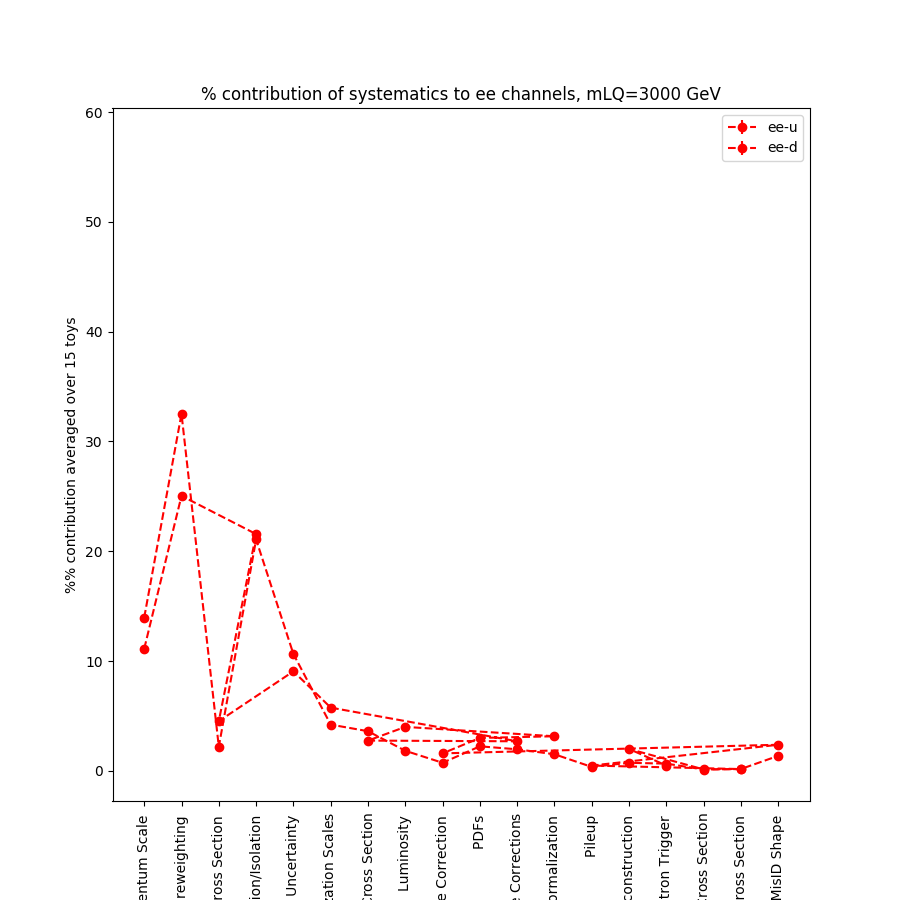 % contribution of systematics to ee channels, mLQ=3000 GeV
ee-u
ee-d
%% contribution averaged over 15 toys
60
50
40
30
20
10
0
entum Scale
reweighting
ross Section
ion/Isolation
Uncertainty
zation Scales
Cross Section
Luminosity
e Correction
PDFs
e Corrections
ormalization
Pileup
construction
tron Trigger
Cross Section
ross Section
MisID Shape